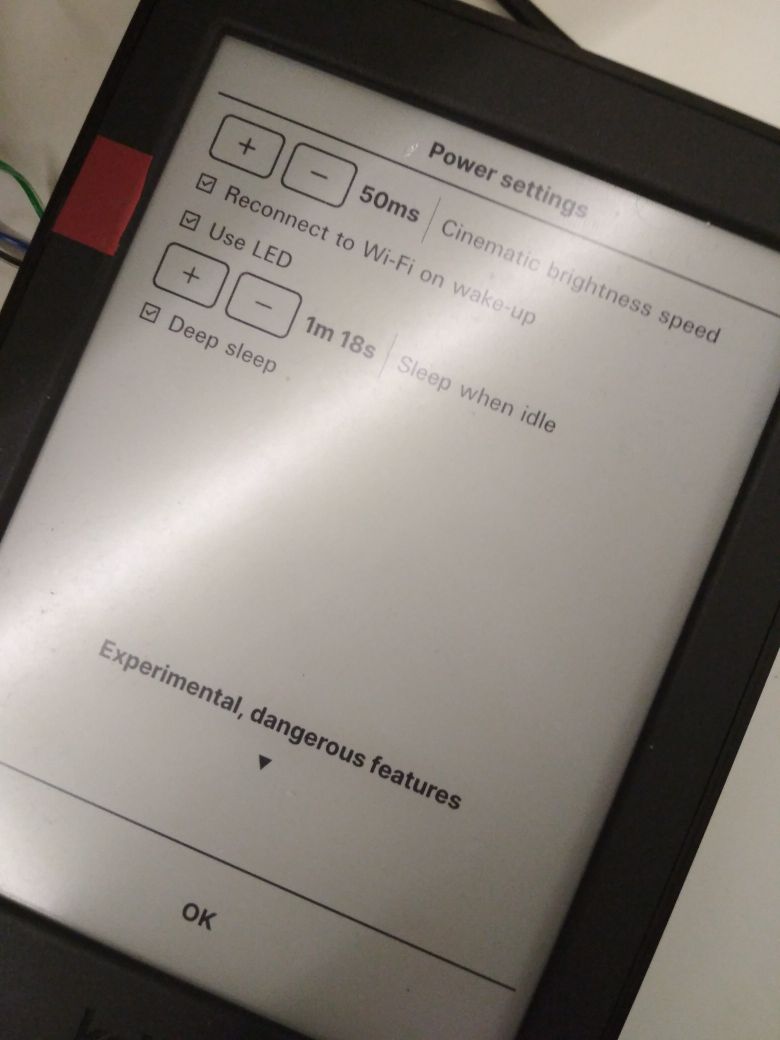 Power settings
+ − 50ms | Cinematic brightness speed
Reconnect to Wi-Fi on wake-up
Use LED
+ − 1m 18s | Sleep when idle
Deep sleep
Experimental, dangerous features
OK